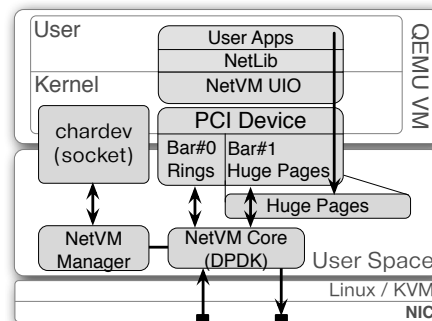 User
User Apps
NetLib
Kernel
NetVM UIO
QEMU VM
chardev
(socket)
PCI Device
Bar#0
Rings
Bar#1
Huge Pages
Huge Pages
NetVM
Manager
NetVM Core
(DPDK)
User Space
Linux / KVM
NIC